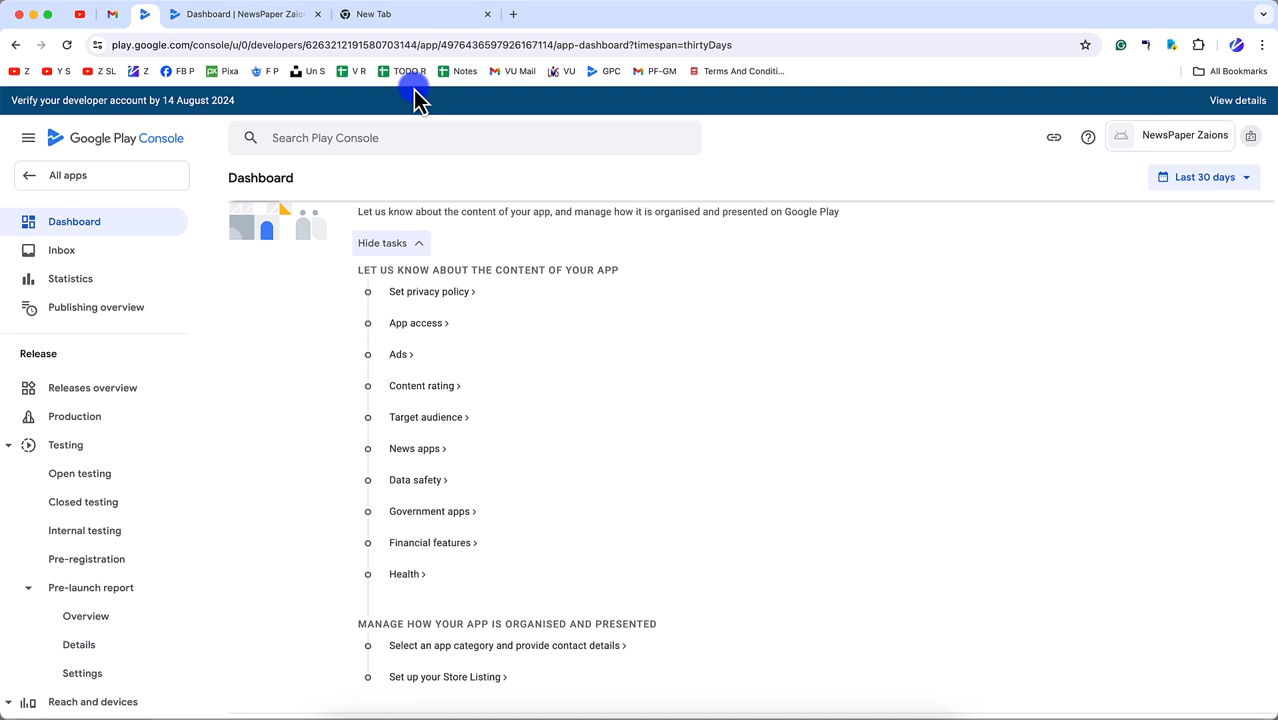 Dashboard | NewsPaper Zaion
New Tab
play.google.com/console/u/0/developers/6263212191580703144/app/4976436597926167114/app-dashboard?timespan=thirtyDays
Z
Y S
Z SL
Z
FB P
Pixa
F P
Un S
V R
TODO R
Notes
VU Mail
VU
GPC
PF-GM
Terms And Conditi...
All Bookmarks
Verify your developer account by 14 August 2024
View details
Google Play Console
Search Play Console
NewsPaper Zaions
All apps
Dashboard
Last 30 days
Dashboard
Inbox
Statistics
Publishing overview
Release
Releases overview
Production
Testing
Open testing
Closed testing
Internal testing
Pre-registration
Pre-launch report
Overview
Details
Settings
Reach and devices
Let us know about the content of your app, and manage how it is organised and presented on Google Play
Hide tasks
LET US KNOW ABOUT THE CONTENT OF YOUR APP
Set privacy policy
App access
Ads
Content rating
Target audience
News apps
Data safety
Government apps
Financial features
Health
MANAGE HOW YOUR APP IS ORGANISED AND PRESENTED
Select an app category and provide contact details
Set up your Store Listing